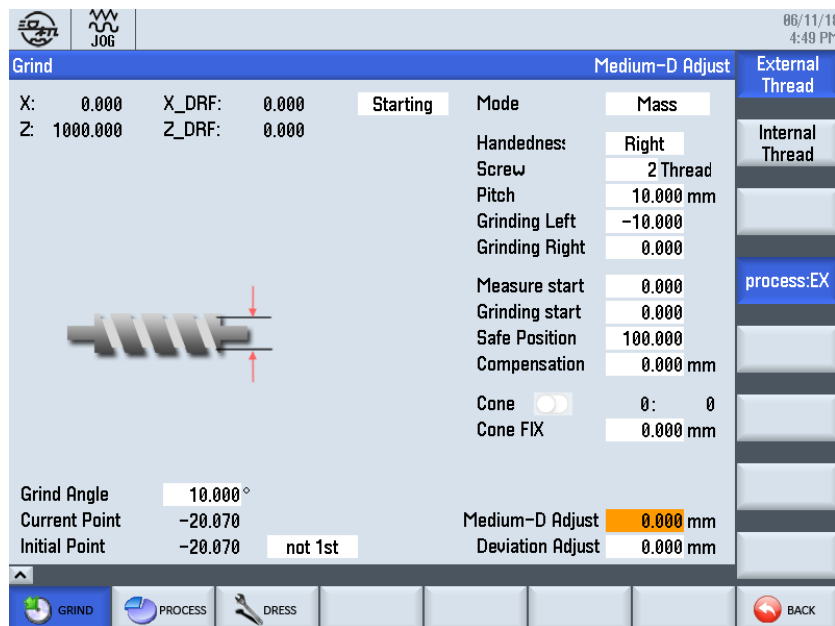 JOG
06/11/18
4:49 PM
Grind Medium-D Adjust
X: 0.000 X_DRF: 0.000 Starting
Z: 1000.000 Z_DRF: 0.000
Mode Mass
Handednes:  Right
Screw 2 Thread
Pitch 10.000 mm
Grinding Left -10.000
Grinding Right 0.000
Measure start 0.000
Grinding start 0.000
Safe Position 100.000
Compensation 0.000 mm
Cone 0: 0
Cone FIX 0.000 mm
Grind Angle 10.000°
Current Point -20.070
Initial Point -20.070 not 1st
Medium-D Adjust 0.000 mm
Deviation Adjust 0.000 mm
External
Thread
Internal
Thread
process:EX
GRIND PROCESS DRESS BACK